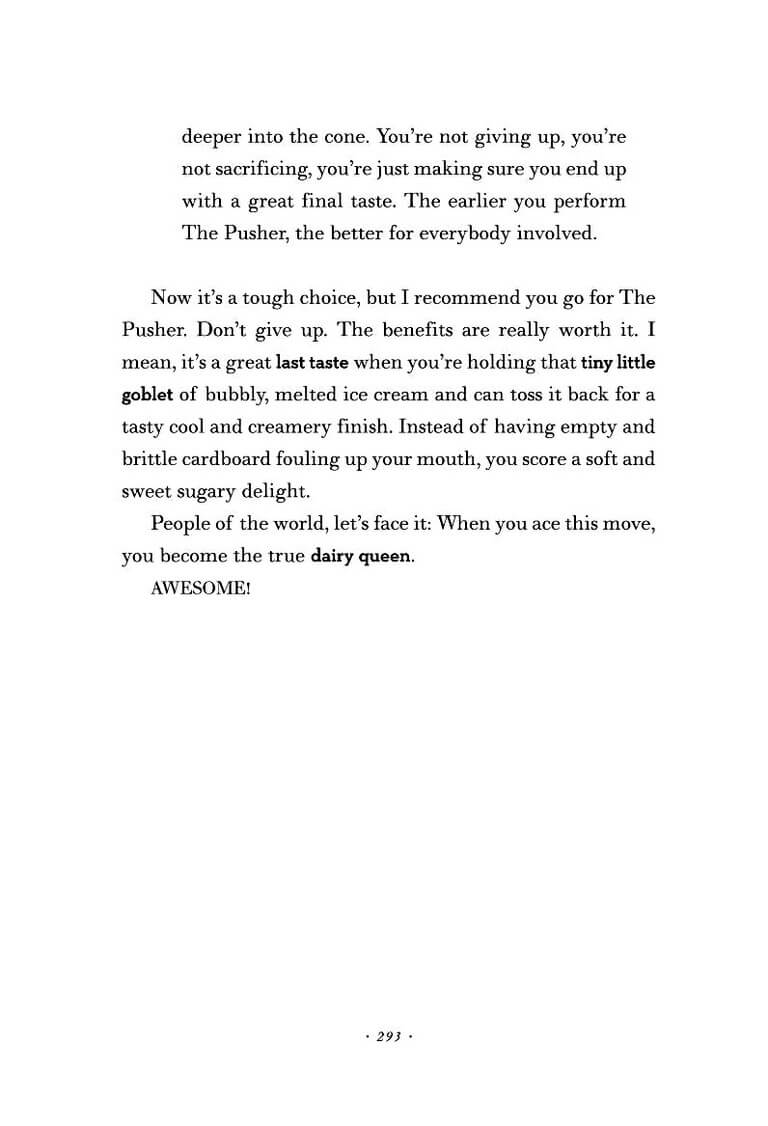 deeper into the cone. You’re not giving up, you’re
not sacrificing, you’re just making sure you end up
with a great final taste. The earlier you perform
The Pusher, the better for everybody involved.
Now it’s a tough choice, but I recommend you go for The
Pusher. Don’t give up. The benefits are really worth it. I
mean, it’s a great last taste when you’re holding that tiny little
goblet of bubbly, melted ice cream and can toss it back for a
tasty cool and creamery finish. Instead of having empty and
brittle cardboard fouling up your mouth, you score a soft and
sweet sugary delight.
People of the world, let’s face it: When you ace this move,
you become the true dairy queen.
AWESOME!
· 293 ·